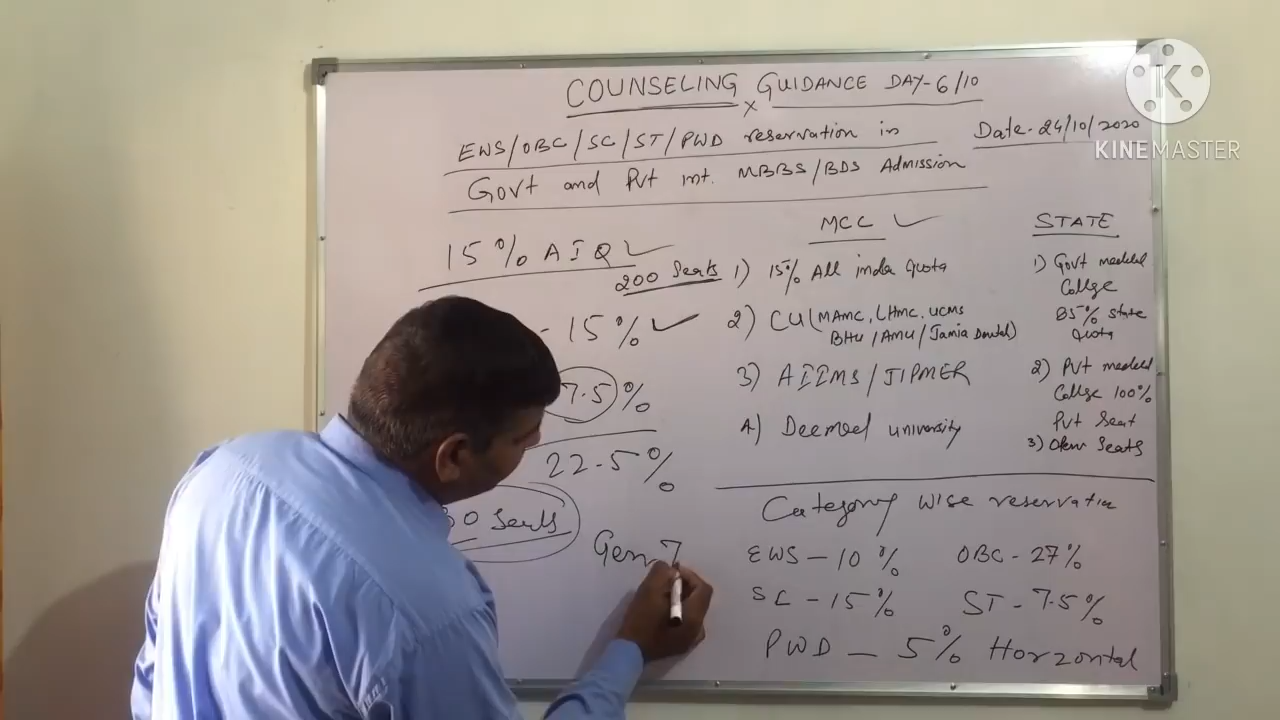 COUNSELING GUIDANCE DAY-6/10
Date-24/10/2020
K
KINEMASTER
EWS/OBC/SC/ST/PWD reservation in
Govt and Pvt int. MBBS/BDS Admission
15% AIQ
200 Seats
- 15%
7.5%
22.5%
0 Seats
Gen 7
MCC
1) 15% All India Quota
2) CU (MAMC, LHMC, UCMS
BHU, AMU/Jamia Dental)
3) AIIMS/JIPMER
4) Deemed university
STATE
1) Govt medical
College
85% state
Quota
2) Pvt medical
College 100%
Pvt Seat
3) Seats
Category wise reservation
EWS - 10% OBC - 27%
SC - 15% ST - 7.5%
PWD - 5% Horizontal